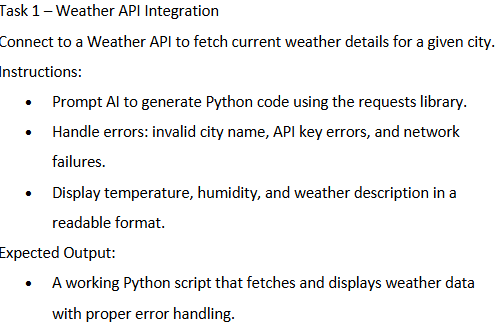 Task 1 – Weather API Integration
Connect to a Weather API to fetch current weather details for a given city.
Instructions:
• Prompt AI to generate Python code using the requests library.
• Handle errors: invalid city name, API key errors, and network
failures.
• Display temperature, humidity, and weather description in a
readable format.
Expected Output:
• A working Python script that fetches and displays weather data
with proper error handling.